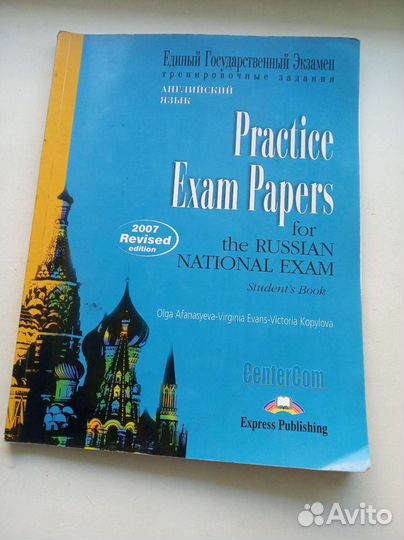 Единый Государственный Экзамен
тренировочные задания
АНГЛИЙСКИЙ
ЯЗЫК
Practice
Exam Papers
for
the RUSSIAN
NATIONAL EXAM
Student's Book
2007
Revised
edition
Olga Afanasyeva-Virginia Evans-Victoria Kopylova
CenterCom
Express Publishing
Avito